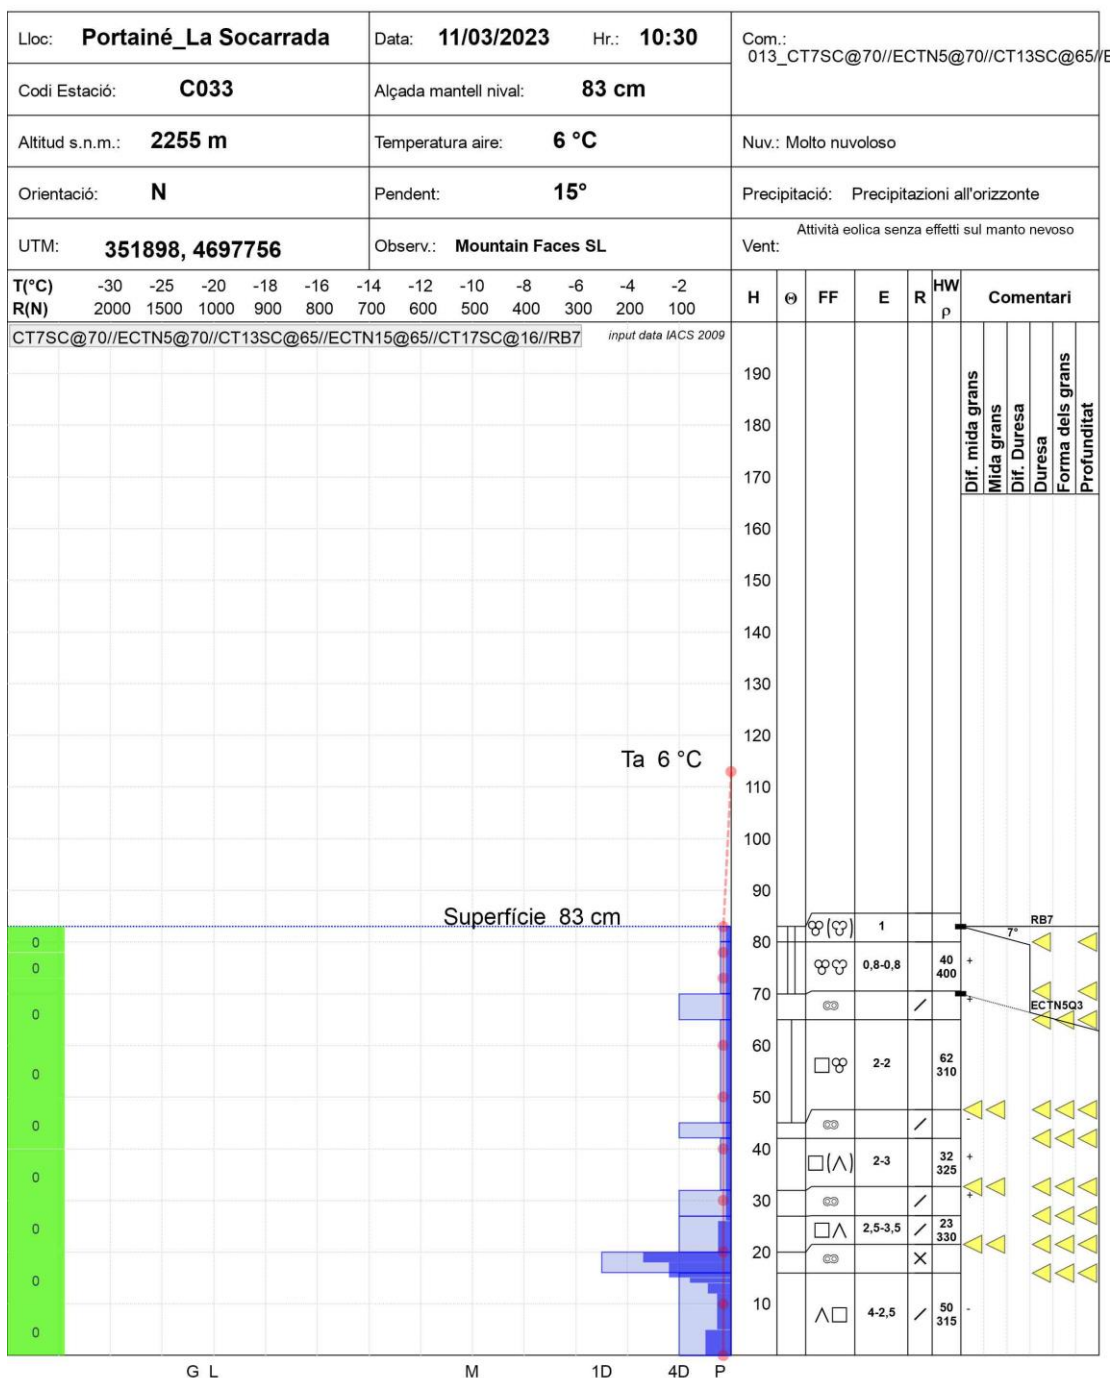 Lloc: Portainé_La Socarrada Data: 11/03/2023 Hr.: 10:30 Com.:
013_CT7SC@70//ECTN5@70//CT13SC@65//E
Codi Estació: C033 Alçada mantell nival: 83 cm
Altitud s.n.m.: 2255 m Temperatura aire: 6 °C Nuv.: Molto nuvoloso
Orientació: N Pendent: 15° Precipitació: Precipitazioni all'orizzonte
UTM: 351898, 4697756 Observ.: Mountain Faces SL Vent: Attività eolica senza effetti sul manto nevoso
T(°C) -30 -25 -20 -18 -16 -14 -12 -10 -8 -6 -4 -2
R(N) 2000 1500 1000 900 800 700 600 500 400 300 200 100
H Θ FF E R HW ρ Comentari
CT7SC@70//ECTN5@70//CT13SC@65//ECTN15@65//CT17SC@16//RB7 input data IACS 2009
Dif. mida grans
Mida grans
Dif. Duresa
Duresa
Forma dels grans
Profunditat
190
180
170
160
150
140
130
120
Ta 6 °C
110
100
90
Superfície 83 cm
1 RB7
7°
0 80
0 0,8-0,8 40 +
400
70
0 / + ECTN5Q3
60
0 2-2 62
310
50
0 / -
40
0 2-3 32 +
325
30
/ +
0 2,5-3,5 / 23
330
20
X
0 10
4-2,5 / 50 -
315
0
G L M 1D 4D P